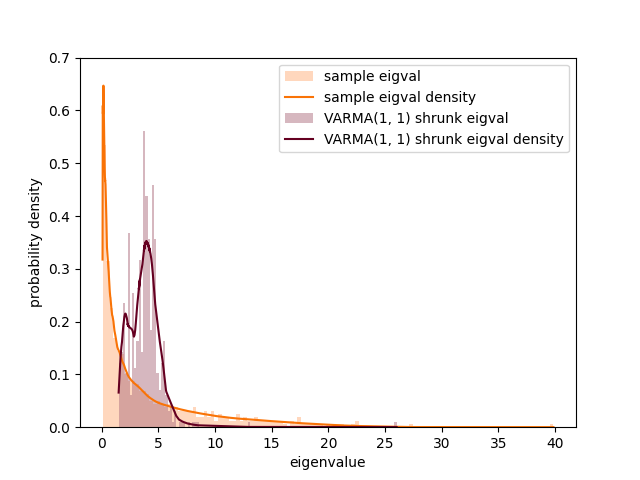 0.7
0.6
0.5
0.4
0.3
0.2
0.1
0.0
probability density
sample eigval
sample eigval density
VARMA(1, 1) shrunk eigval
VARMA(1, 1) shrunk eigval density
0 5 10 15 20 25 30 35 40
eigenvalue